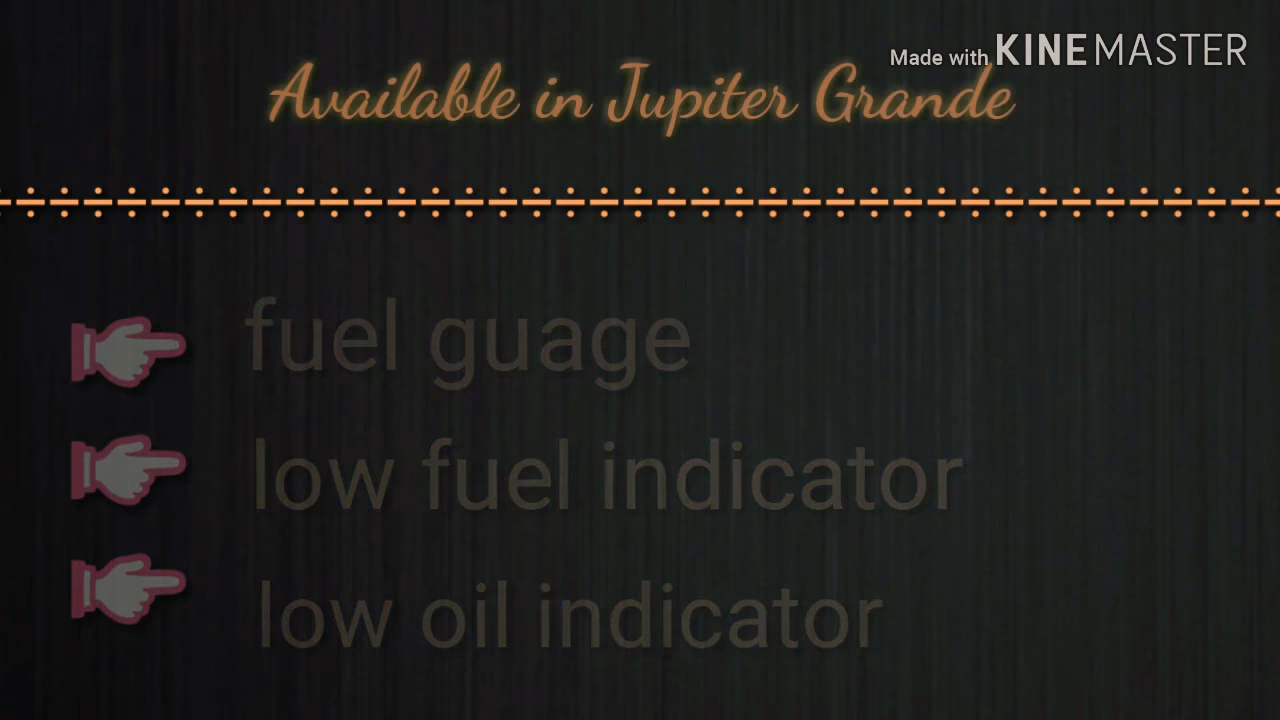 Made with KINEMASTER
Available in Jupiter Grande
fuel guage
low fuel indicator
low oil indicator